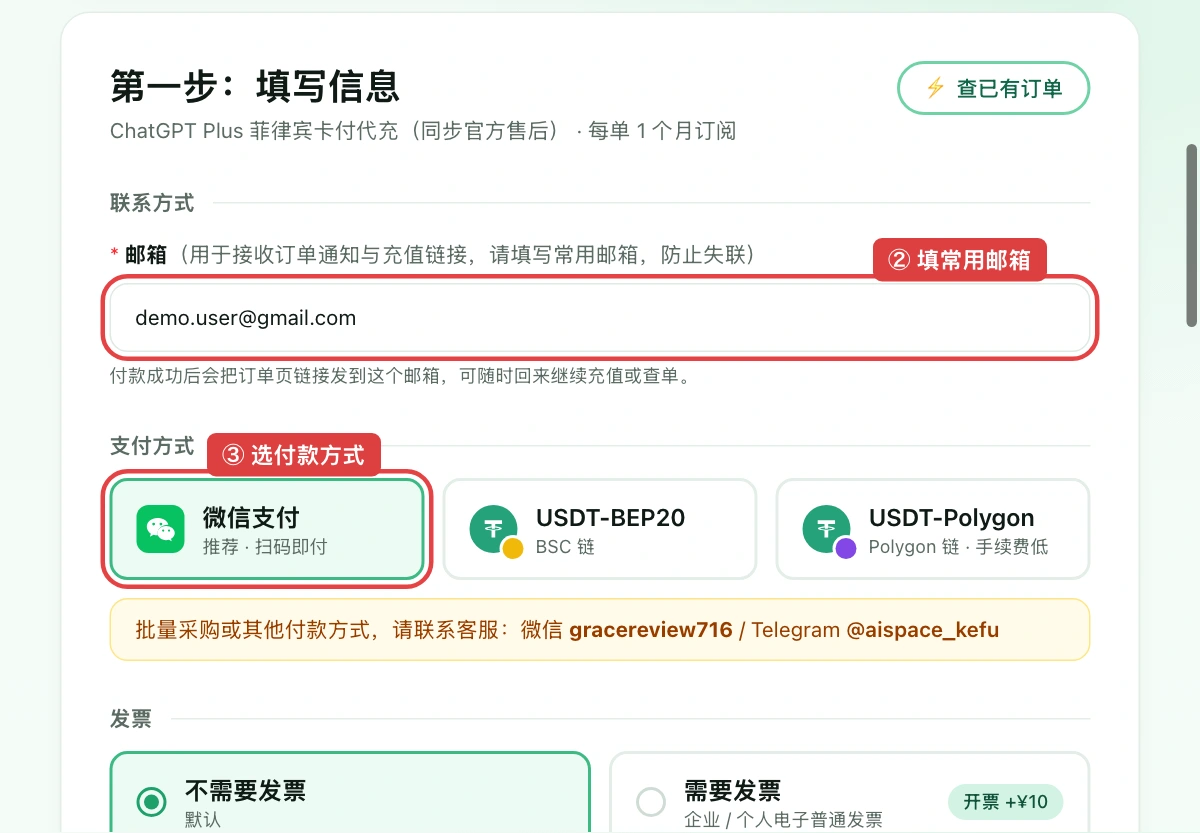 第一步：填写信息
⚡ 查已有订单
ChatGPT Plus 菲律宾卡付代充（同步官方售后） · 每单 1 个月订阅
联系方式
* 邮箱（用于接收订单通知与充值链接，请填写常用邮箱，防止失联）
② 填常用邮箱
demo.user@gmail.com
付款成功后会把订单页链接发到这个邮箱，可随时回来继续充值或查单。
支付方式
③ 选付款方式
微信支付
推荐 · 扫码即付
USDT-BEP20
BSC 链
USDT-Polygon
Polygon 链 · 手续费低
批量采购或其他付款方式，请联系客服：微信 gracereview716 / Telegram @aispace_kefu
发票
不需要发票
默认
需要发票
企业 / 个人电子普通发票
开票 +¥10